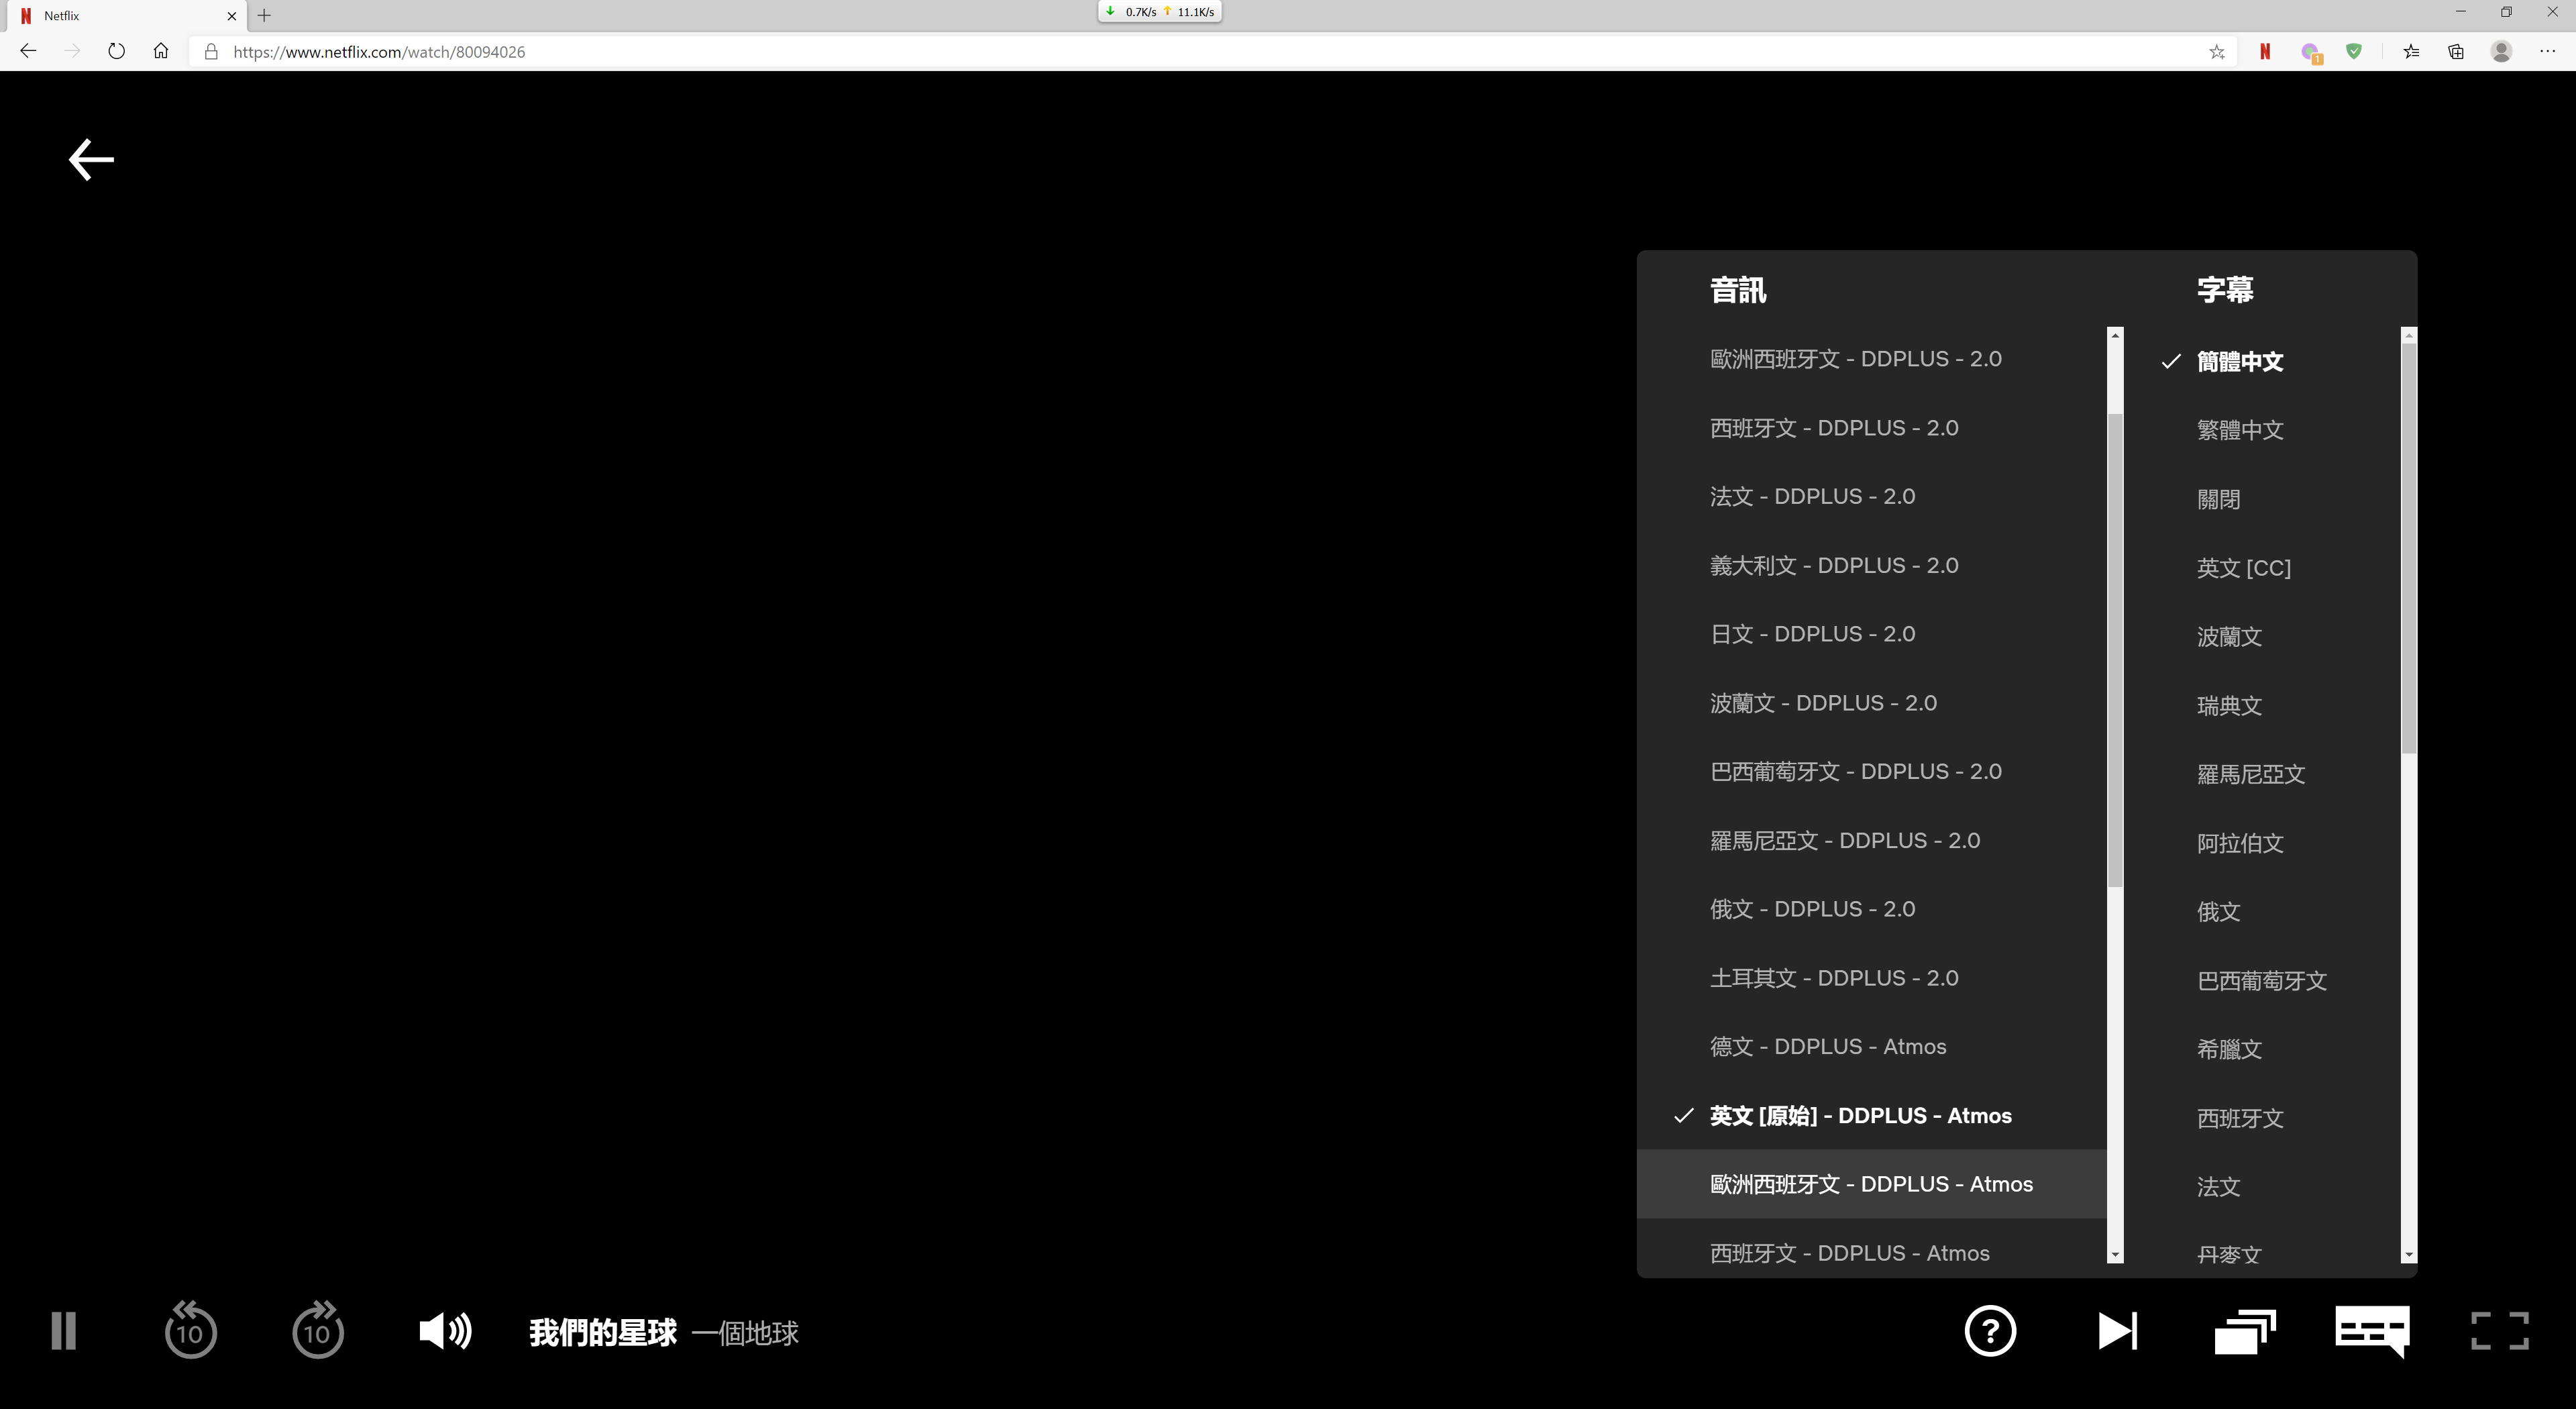 Netflix
0.7K/s 11.1K/s
https://www.netflix.com/watch/80094026
1
音訊
歐洲西班牙文 - DDPLUS - 2.0
西班牙文 - DDPLUS - 2.0
法文 - DDPLUS - 2.0
義大利文 - DDPLUS - 2.0
日文 - DDPLUS - 2.0
波蘭文 - DDPLUS - 2.0
巴西葡萄牙文 - DDPLUS - 2.0
羅馬尼亞文 - DDPLUS - 2.0
俄文 - DDPLUS - 2.0
土耳其文 - DDPLUS - 2.0
德文 - DDPLUS - Atmos
英文 [原始] - DDPLUS - Atmos
歐洲西班牙文 - DDPLUS - Atmos
西班牙文 - DDPLUS - Atmos
字幕
簡體中文
繁體中文
關閉
英文 [CC]
波蘭文
瑞典文
羅馬尼亞文
阿拉伯文
俄文
巴西葡萄牙文
希臘文
西班牙文
法文
丹麥文
10
10
我們的星球 一個地球
?